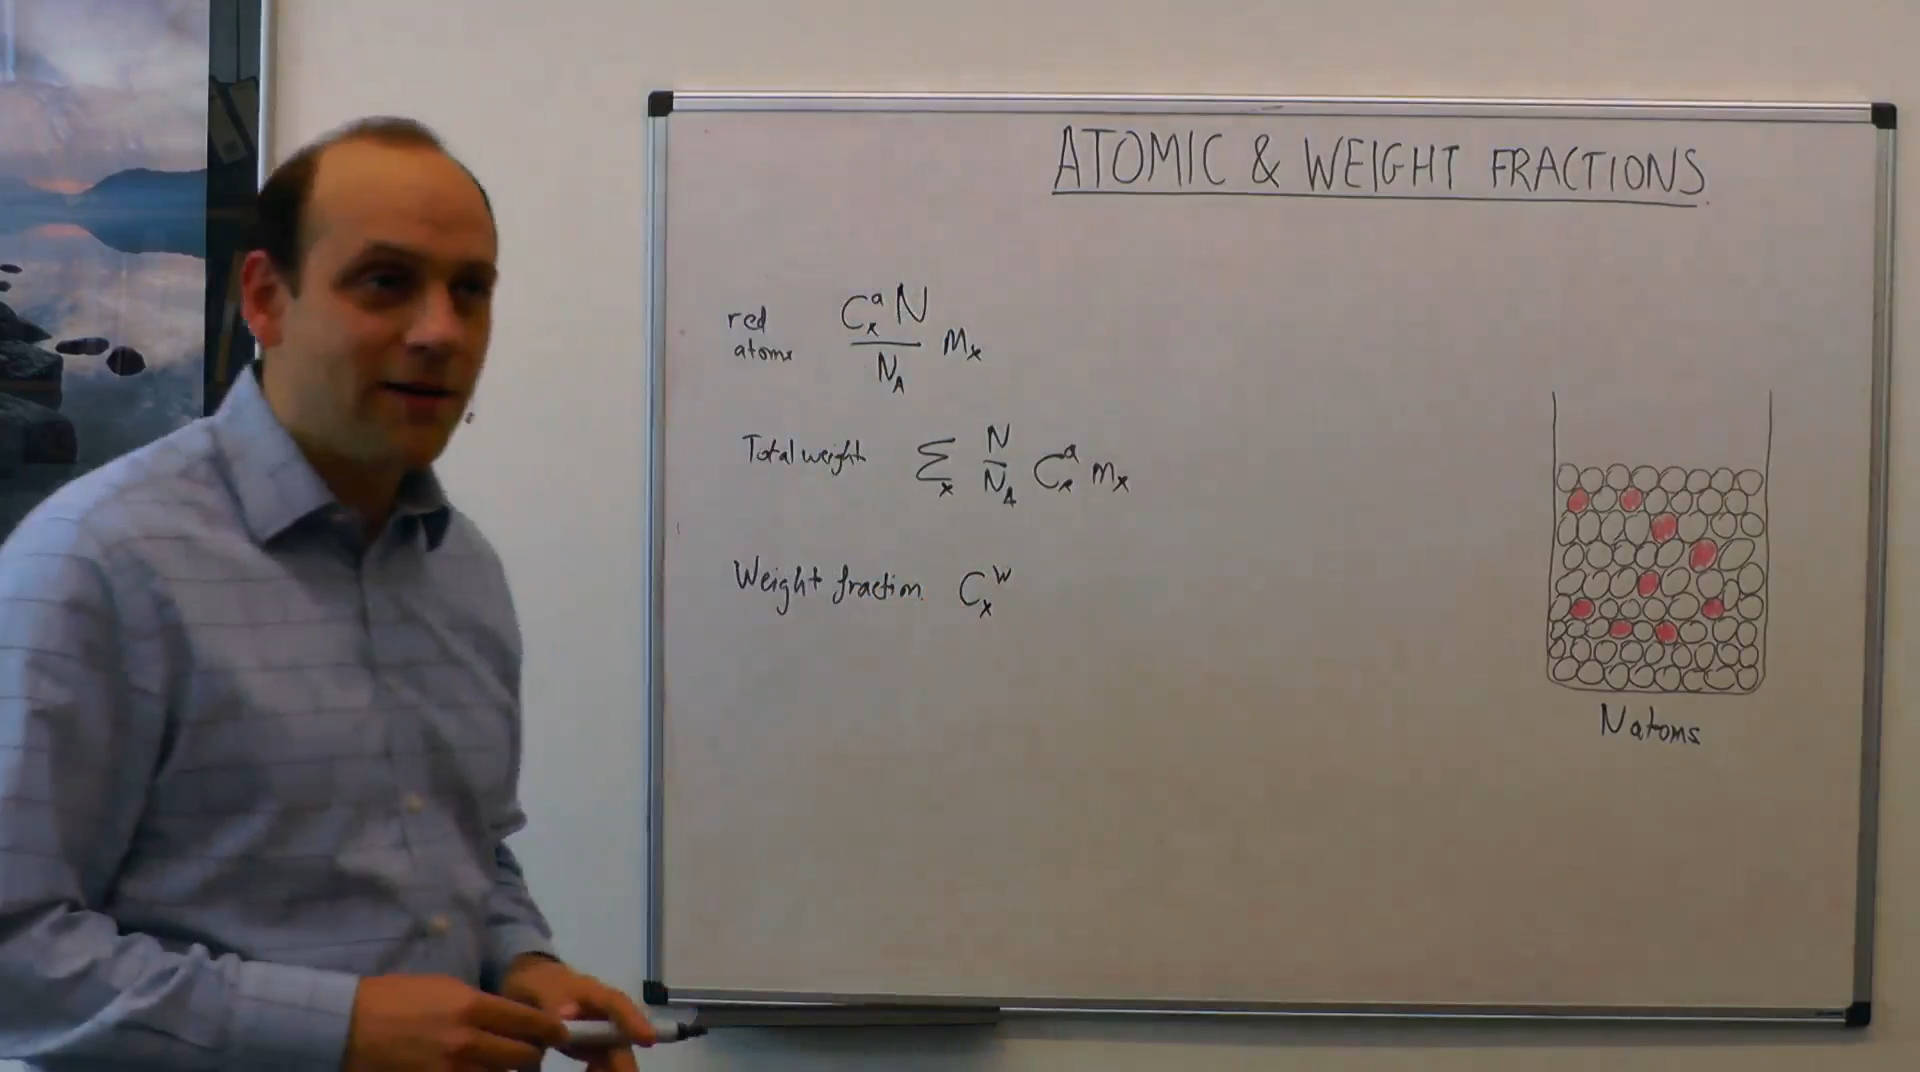 ATOMIC & WEIGHT FRACTIONS
red atoms C_x^a N / N_A m_x
Total weight Σ_x N / N_A C_x^a m_x
Weight fraction C_x^w
N atoms